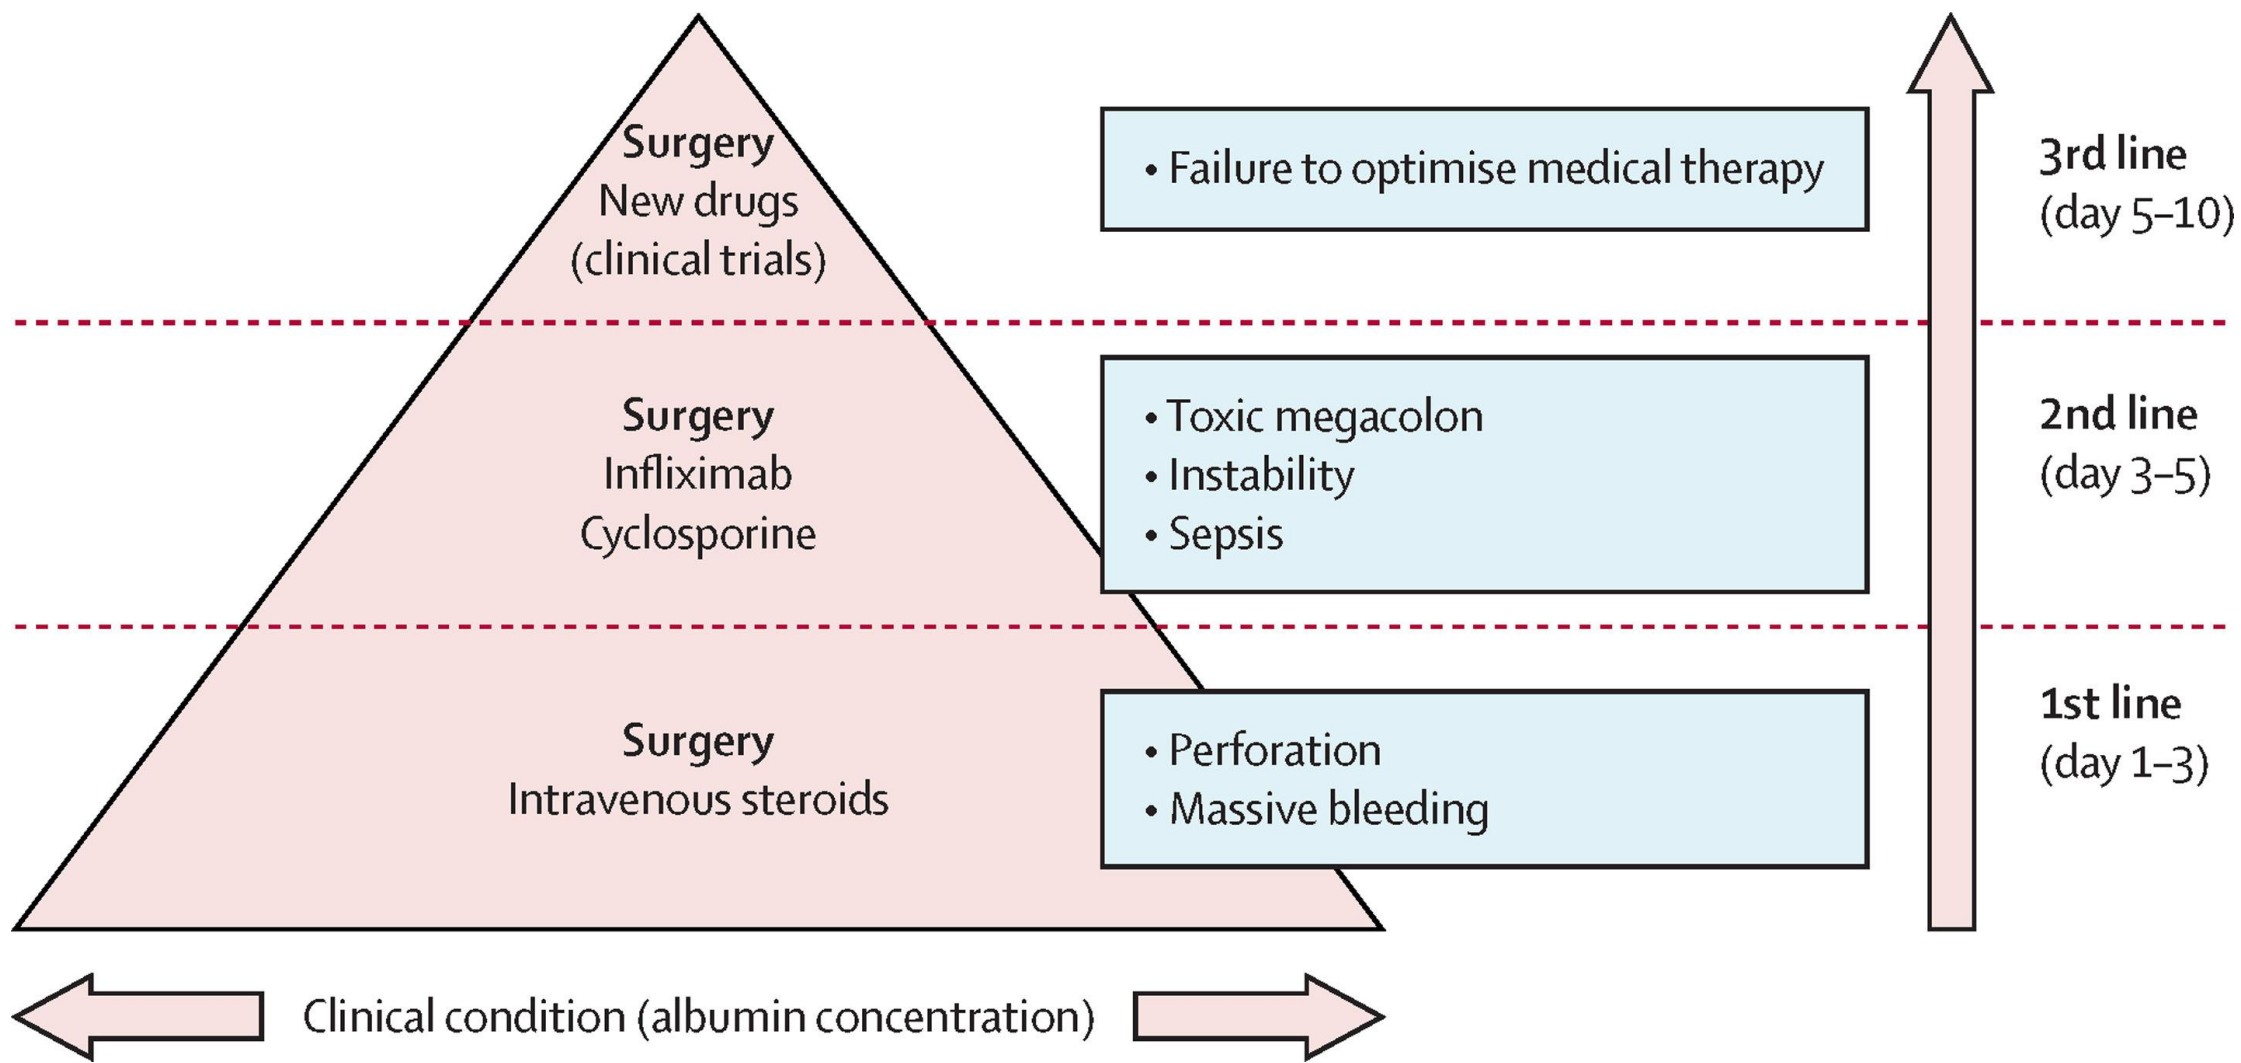 Surgery
New drugs
(clinical trials)
• Failure to optimise medical therapy
3rd line
(day 5–10)
Surgery
Infliximab
Cyclosporine
• Toxic megacolon
• Instability
• Sepsis
2nd line
(day 3–5)
Surgery
Intravenous steroids
• Perforation
• Massive bleeding
1st line
(day 1–3)
Clinical condition (albumin concentration)